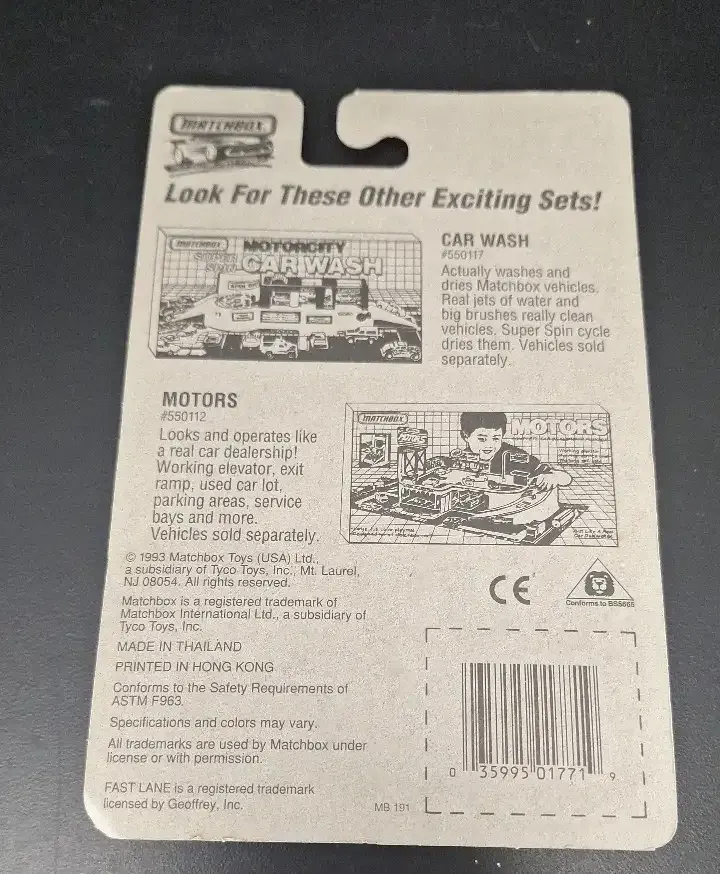 MATCHBOX
Look For These Other Exciting Sets!
MATCHBOX
MOTORCITY
SUPER
SPIN
CAR WASH
CAR WASH
#550117
Actually washes and
dries Matchbox vehicles.
Real jets of water and
big brushes really clean
vehicles. Super Spin cycle
dries them. Vehicles sold
separately.
MOTORS
#550112
Looks and operates like
a real car dealership!
Working elevator, exit
ramp, used car lot,
parking areas, service
bays and more.
Vehicles sold separately.
MATCHBOX
MOTORS
© 1993 Matchbox Toys (USA) Ltd.,
a subsidiary of Tyco Toys, Inc., Mt. Laurel,
NJ 08054. All rights reserved.
Matchbox is a registered trademark of
Matchbox International Ltd., a subsidiary of
Tyco Toys, Inc.
MADE IN THAILAND
PRINTED IN HONG KONG
Conforms to the Safety Requirements of
ASTM F963.
Specifications and colors may vary.
All trademarks are used by Matchbox under
license or with permission.
FAST LANE is a registered trademark
licensed by Geoffrey, Inc.
MB 191
CE
Conforms to BS5665
0 35995 01771 9